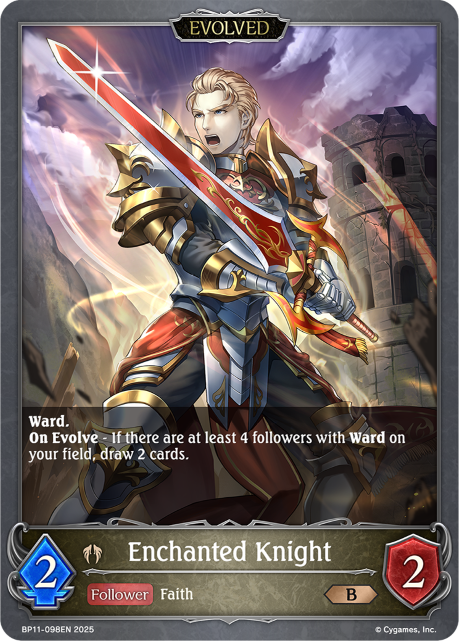 EVOLVED
Ward.
On Evolve - If there are at least 4 followers with Ward on
your field, draw 2 cards.
Enchanted Knight
2
Follower Faith
B
2
BP11-098EN 2025
© Cygames, Inc.